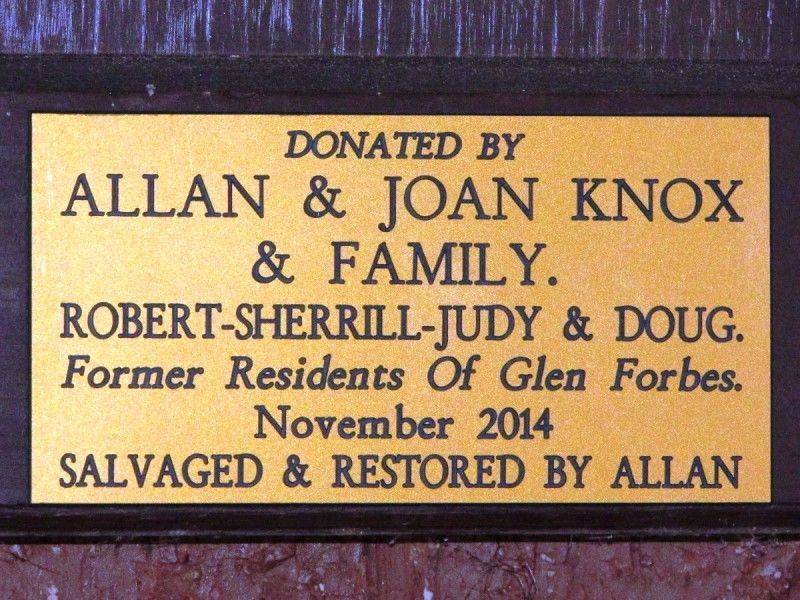 DONATED BY
ALLAN & JOAN KNOX
& FAMILY.
ROBERT-SHERRILL-JUDY & DOUG.
Former Residents Of Glen Forbes.
November 2014
SALVAGED & RESTORED BY ALLAN